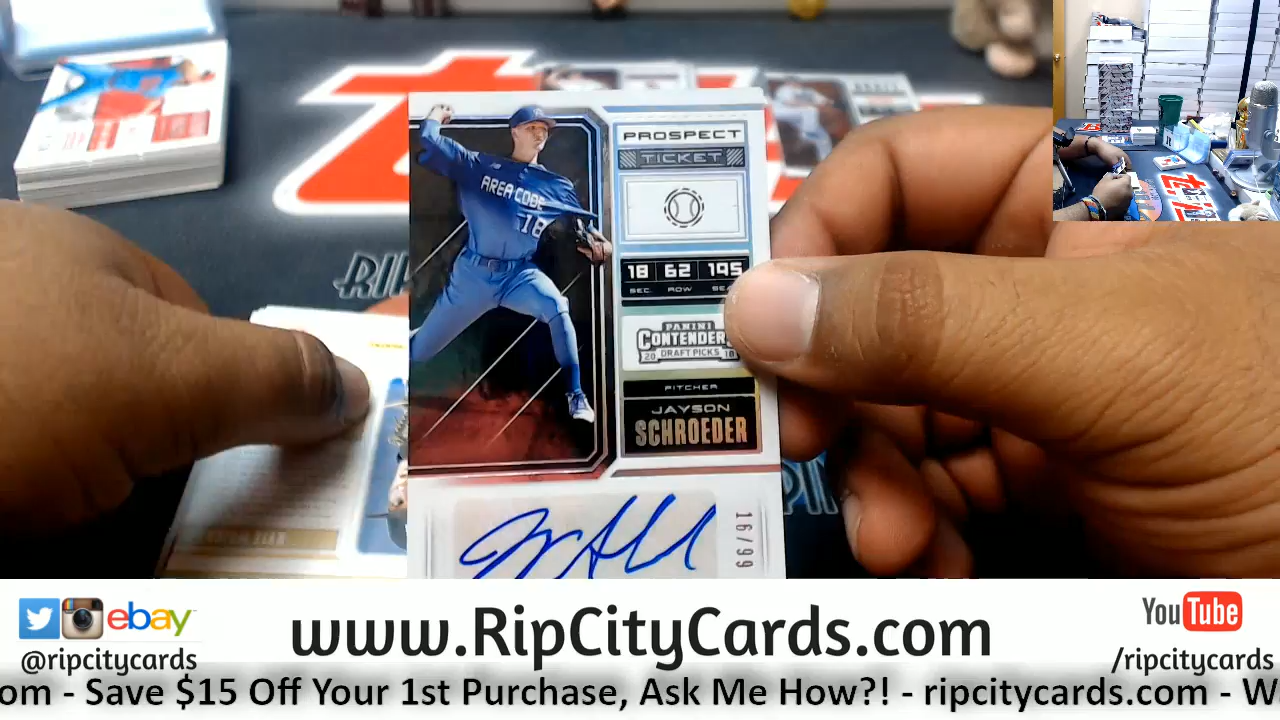 PROSPECT
TICKET
AREA CODE
18
18 62 195
SEC. ROW
PANINI
CONTENDER
20 DRAFT PICKS 18
PITCHER
JAYSON
SCHROEDER
16/99
ebay
@ripcitycards
www.RipCityCards.com
YouTube
/ripcitycards
om - Save $15 Off Your 1st Purchase, Ask Me How?! - ripcitycards.com - W